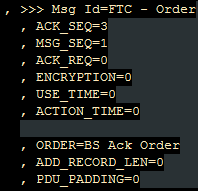 , >>> Msg Id=FTC - Order
, ACK_SEQ=3
, MSG_SEQ=1
, ACK_REQ=0
, ENCRYPTION=0
, USE_TIME=0
, ACTION_TIME=0
, ORDER=BS Ack Order
, ADD_RECORD_LEN=0
, PDU_PADDING=0